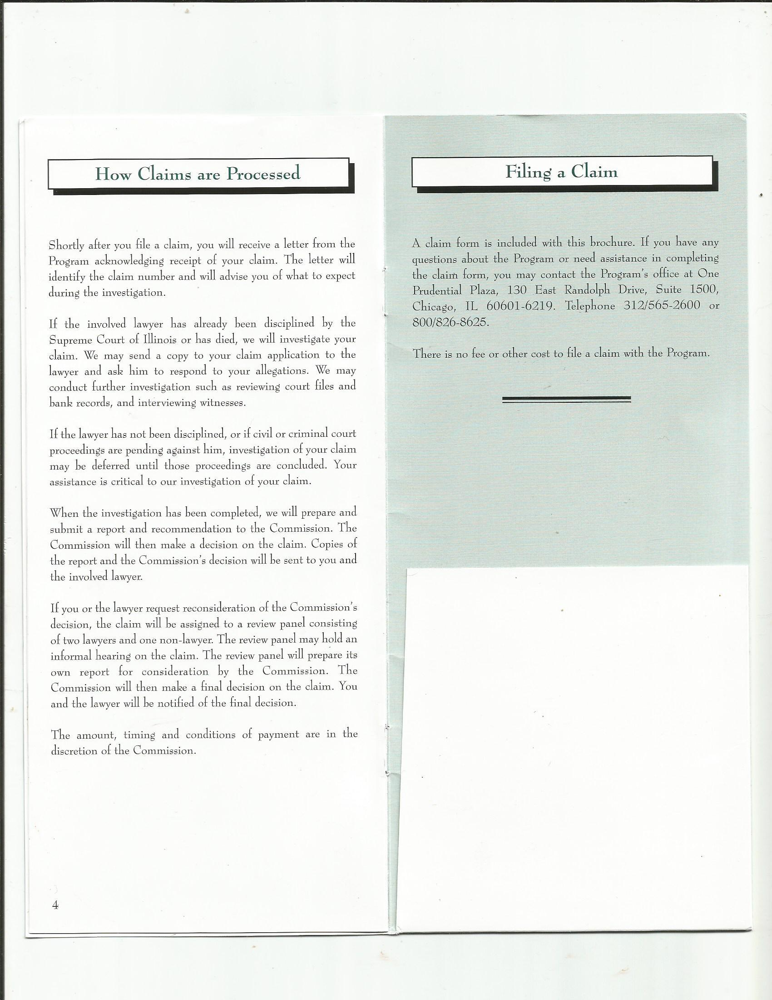 How Claims are Processed
Shortly after you file a claim, you will receive a letter from the
Program acknowledging receipt of your claim. The letter will
identify the claim number and will advise you of what to expect
during the investigation.
If the involved lawyer has already been disciplined by the
Supreme Court of Illinois or has died, we will investigate your
claim. We may send a copy to your claim application to the
lawyer and ask him to respond to your allegations. We may
conduct further investigation such as reviewing court files and
bank records, and interviewing witnesses.
If the lawyer has not been disciplined, or if civil or criminal court
proceedings are pending against him, investigation of your claim
may be deferred until those proceedings are concluded. Your
assistance is critical to our investigation of your claim.
When the investigation has been completed, we will prepare and
submit a report and recommendation to the Commission. The
Commission will then make a decision on the claim. Copies of
the report and the Commission's decision will be sent to you and
the involved lawyer.
If you or the lawyer request reconsideration of the Commission's
decision, the claim will be assigned to a review panel consisting
of two lawyers and one non-lawyer. The review panel may hold an
informal hearing on the claim. The review panel will prepare its
own report for consideration by the Commission. The
Commission will then make a final decision on the claim. You
and the lawyer will be notified of the final decision.
The amount, timing and conditions of payment are in the
discretion of the Commission.
4
Filing a Claim
A claim form is included with this brochure. If you have any
questions about the Program or need assistance in completing
the claim form, you may contact the Program's office at One
Prudential Plaza, 130 East Randolph Drive, Suite 1500,
Chicago, IL 60601-6219. Telephone 312/565-2600 or
800/826-8625.
There is no fee or other cost to file a claim with the Program.